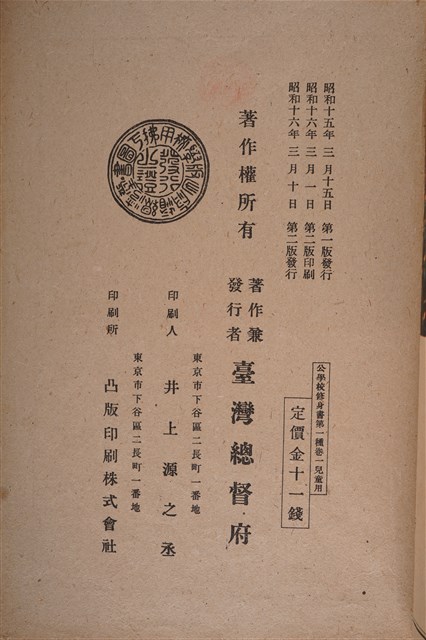 昭和十五年三月十五日 第一版發行
昭和十六年三月一日 第二版印刷
昭和十六年三月十日 第二版發行
公學校修身書第一種卷一兒童用
定價金十一錢
著作權所有
著作兼發行者 臺灣總督府
東京市下谷區二長町一番地
印刷人 井上源之丞
東京市下谷區二長町一番地
印刷所 凸版印刷株式會社